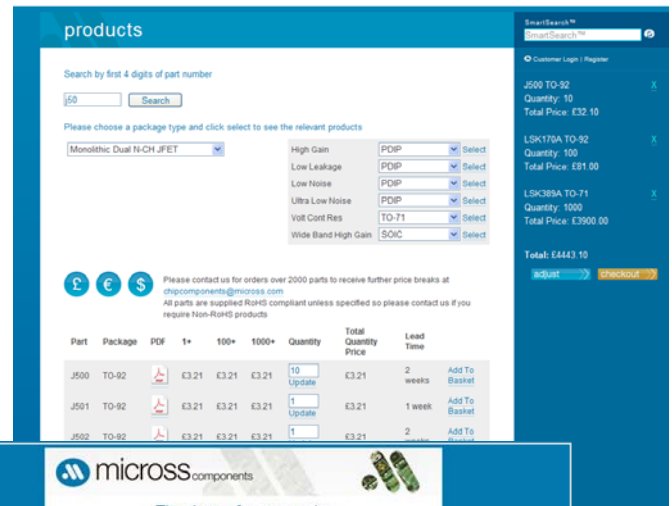 products
Search by first 4 digits of part number
j50 Search
Please choose a package type and click select to see the relevant products
Monolithic Dual N-CH JFET
High Gain PDIP Select
Low Leakage PDIP Select
Low Noise PDIP Select
Ultra Low Noise PDIP Select
Volt Cont Res TO-71 Select
Wide Band High Gain SOIC Select
£ € $
Please contact us for orders over 2000 parts to receive further price breaks at
chipcomponents@micross.com
All parts are supplied RoHS compliant unless specified so please contact us if you
require Non-RoHS products
Part Package PDF 1+ 100+ 1000+ Quantity Total Quantity Price Lead Time
J500 TO-92 £3.21 £3.21 £3.21 10 Update £3.21 2 weeks Add To Basket
J501 TO-92 £3.21 £3.21 £3.21 1 Update £3.21 1 week Add To Basket
J502 TO-92 £3.21 £3.21 £3.21 1 £3.21 2 weeks
SmartSearch™
SmartSearch™
Customer Login | Register
J500 TO-92 X
Quantity: 10
Total Price: £32.10
LSK170A TO-92 X
Quantity: 100
Total Price: £81.00
LSK389A TO-71 X
Quantity: 1000
Total Price: £3900.00
Total: £4443.10
adjust checkout
micross components